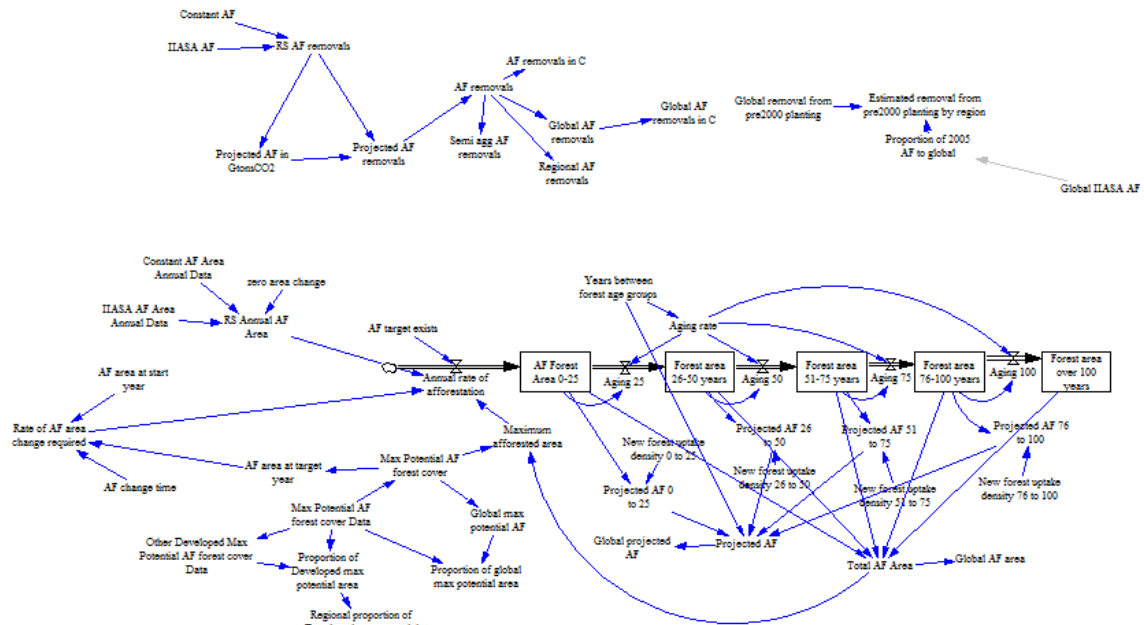 Constant AF
IIASA AF
RS AF removals
AF removals in C
AF removals
Global AF
removals in C
Global AF
removals
Semi agg AF
removals
Regional AF
removals
Projected AF in
GtonsCO2
Projected AF
removals
Global removal from
pre2000 planting
Estimated removal from
pre2000 planting by region
Proportion of 2005
AF to global
Global IIASA AF
Constant AF Area
Annual Data
zero area change
IIASA AF Area
Annual Data
RS Annual AF
Area
AF target exists
Years between
forest age groups
Aging rate
AF Forest
Area 0-25
Aging 25
Forest area
26-50 years
Aging 50
Forest area
51-75 years
Aging 75
Forest area
76-100 years
Aging 100
Forest area
over 100
years
Annual rate of
afforestation
AF area at start
year
Rate of AF area
change required
AF change time
AF area at target
year
Maximum
afforested area
Max Potential AF
forest cover
Max Potential AF
forest cover Data
Global max
potential AF
Other Developed Max
Potential AF forest cover
Data
Proportion of
Developed max
potential area
Proportion of global
max potential area
Regional proportion of
New forest uptake
density 0 to 25
Projected AF 0
to 25
Projected AF 26
to 50
New forest uptake
density 26 to 50
Projected AF 51
to 75
New forest uptake
density 51 to 75
Projected AF 76
to 100
New forest uptake
density 76 to 100
Global projected
AF
Projected AF
Total AF Area
Global AF area